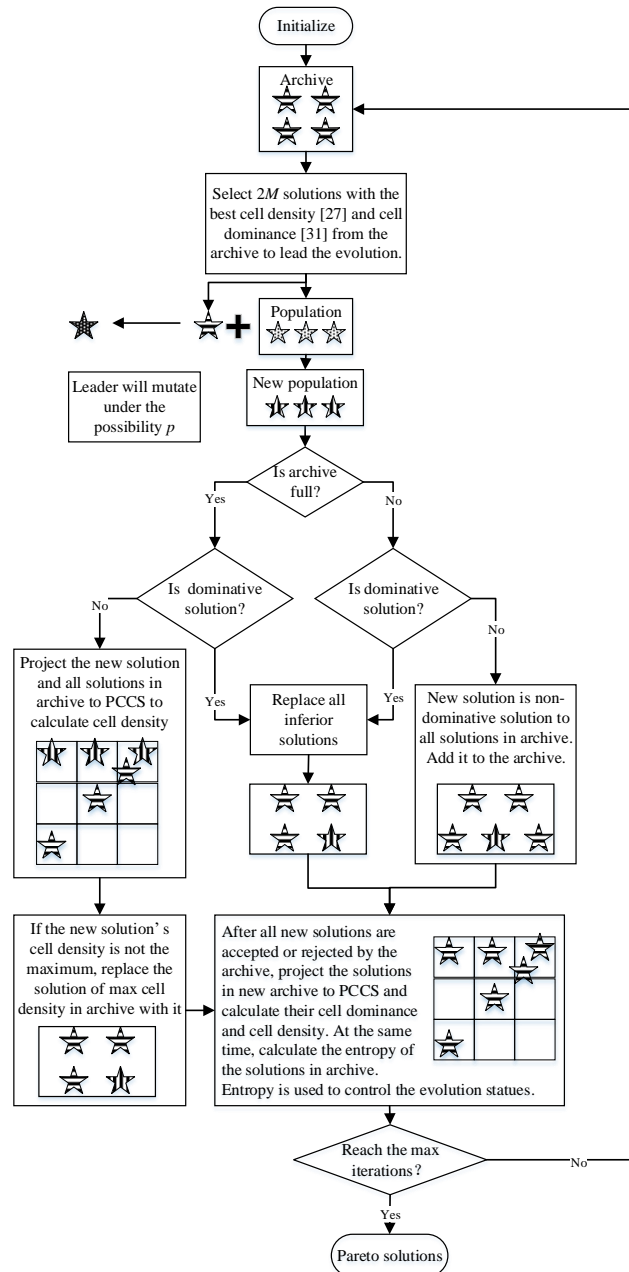 Initialize
Archive
Select 2M solutions with the
best cell density [27] and cell
dominance [31] from the
archive to lead the evolution.
Population
New population
Leader will mutate
under the
possibility p
Is archive
full?
Yes
No
Is dominative
solution?
Is dominative
solution?
No
No
Project the new solution
and all solutions in
archive to PCCS to
calculate cell density
Yes
Replace all
inferior
solutions
Yes
New solution is non-
dominative solution to
all solutions in archive.
Add it to the archive.
If the new solution’s
cell density is not the
maximum, replace the
solution of max cell
density in archive with it
After all new solutions are
accepted or rejected by the
archive, project the solutions
in new archive to PCCS and
calculate their cell dominance
and cell density. At the same
time, calculate the entropy of
the solutions in archive.
Entropy is used to control the evolution statues.
Reach the max
iterations?
No
Yes
Pareto solutions